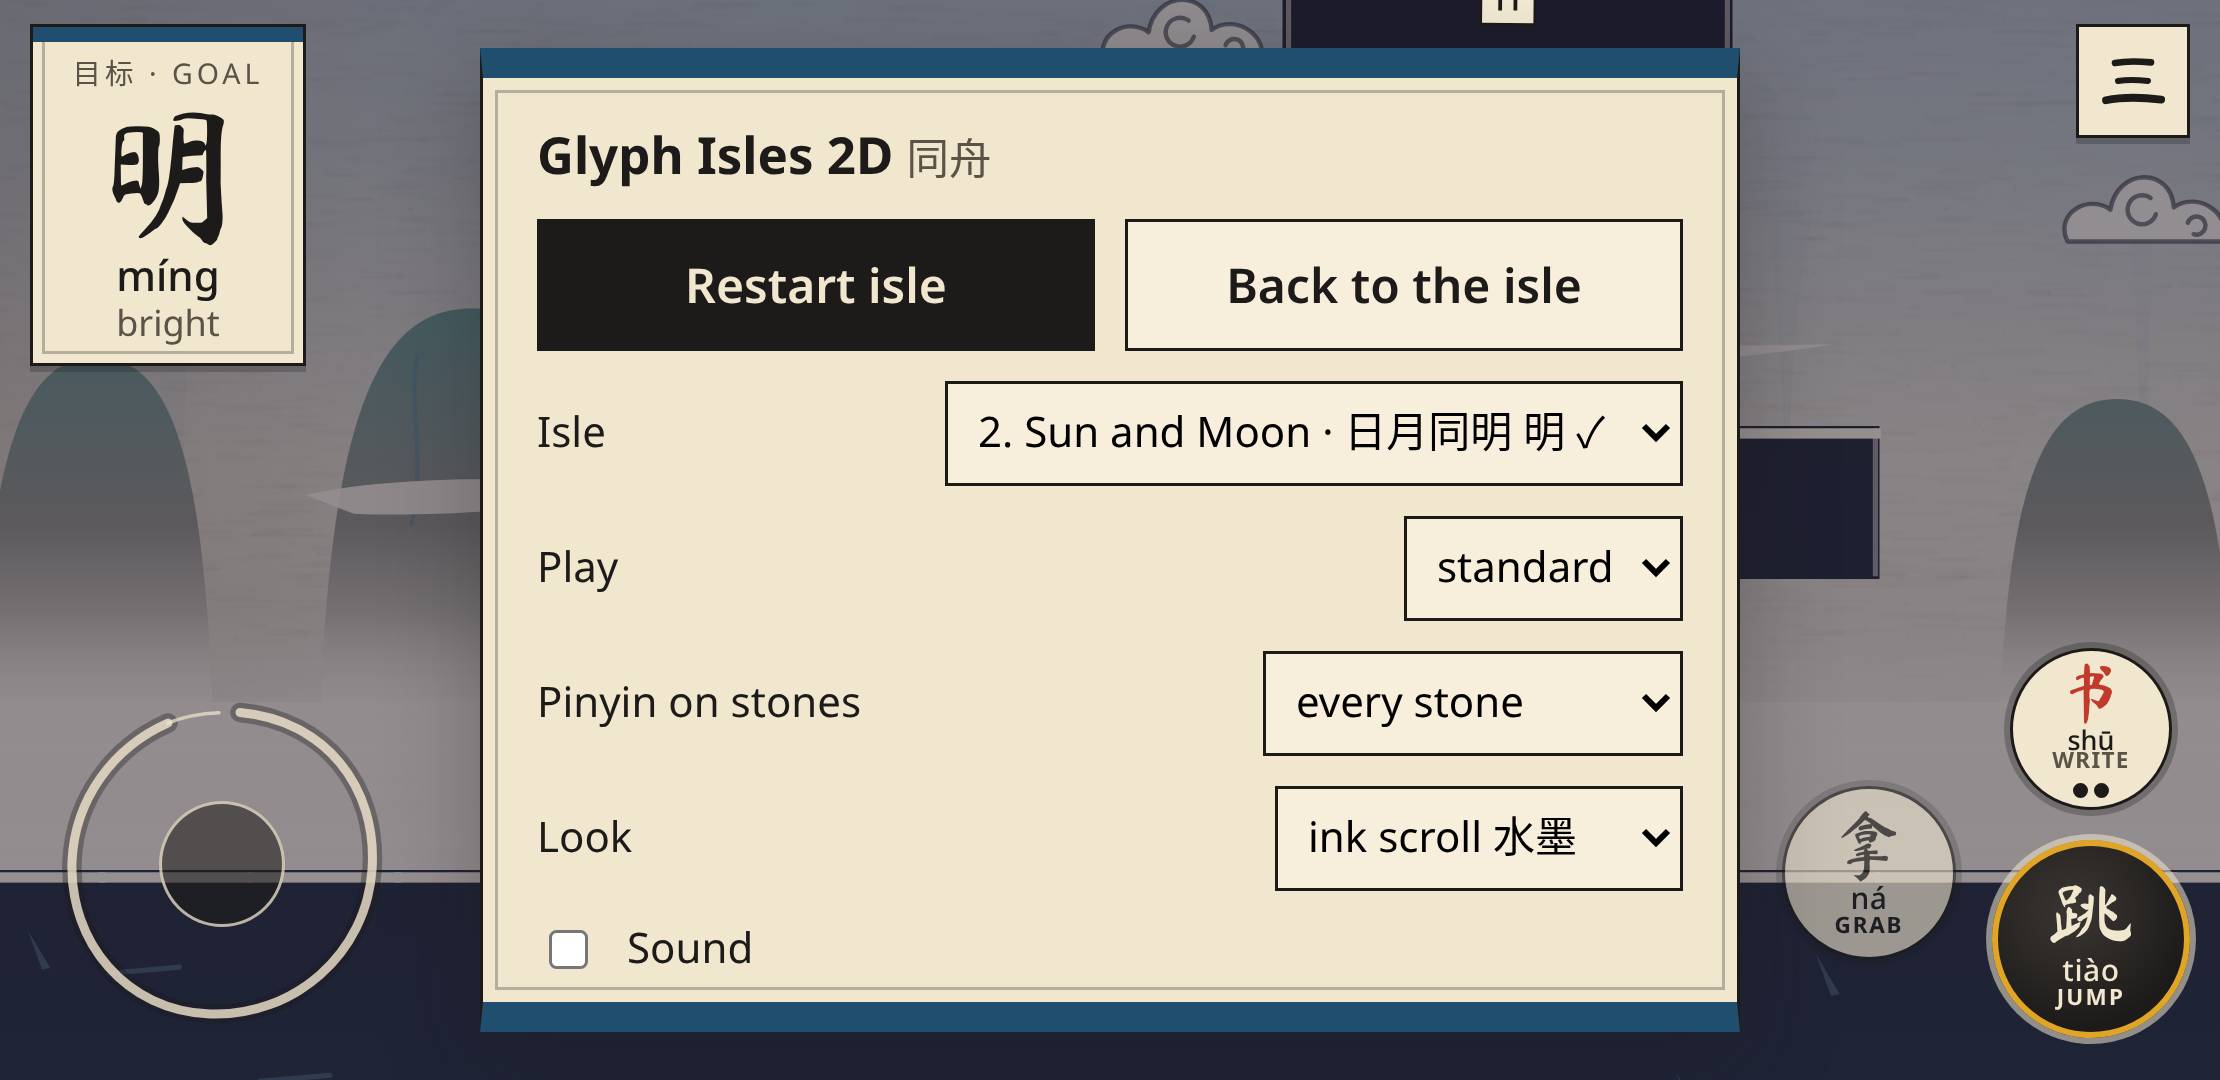 目标 · GOAL
明
míng
bright
三
Glyph Isles 2D 同舟
Restart isle
Back to the isle
Isle
2. Sun and Moon · 日月同明 明 ✓
Play
standard
Pinyin on stones
every stone
Look
ink scroll 水墨
Sound
书
shū
WRITE
拿
ná
GRAB
跳
tiào
JUMP